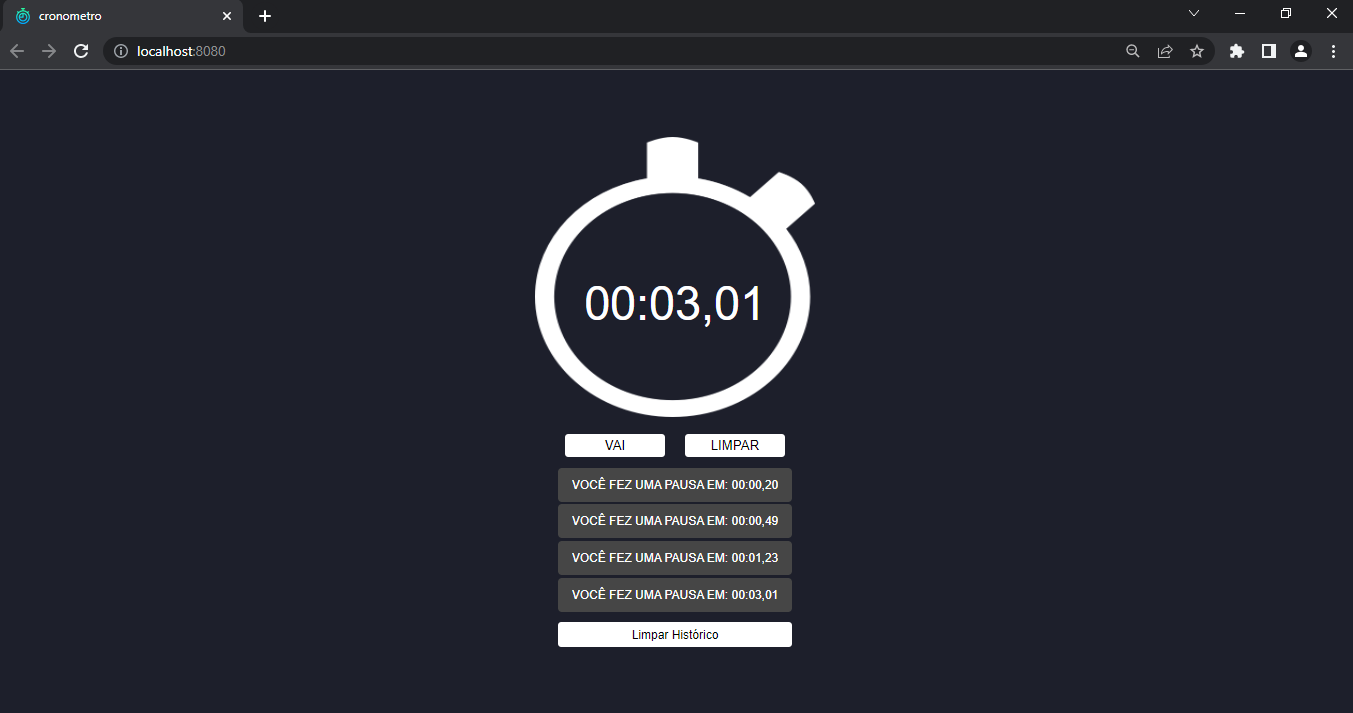 cronometro
localhost:8080
00:03,01
VAI LIMPAR
VOCÊ FEZ UMA PAUSA EM: 00:00,20
VOCÊ FEZ UMA PAUSA EM: 00:00,49
VOCÊ FEZ UMA PAUSA EM: 00:01,23
VOCÊ FEZ UMA PAUSA EM: 00:03,01
Limpar Histórico